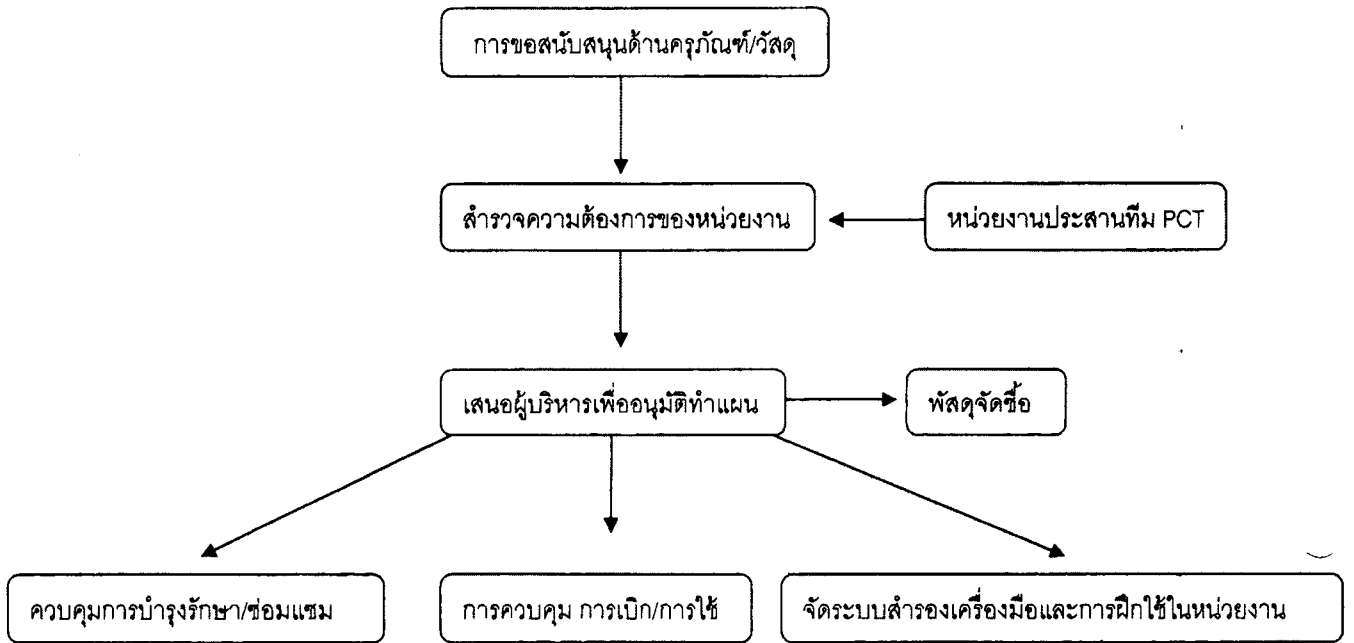 การขอสนับสนุนด้านครุภัณฑ์/วัสดุ
สำรวจความต้องการของหน่วยงาน
หน่วยงานประสานทีม PCT
เสนอผู้บริหารเพื่ออนุมัติทำแผน
พัสดุจัดซื้อ
ควบคุมการบำรุงรักษา/ซ่อมแซม
การควบคุม การเบิก/การใช้
จัดระบบสำรองเครื่องมือและการฝึกใช้ในหน่วยงาน